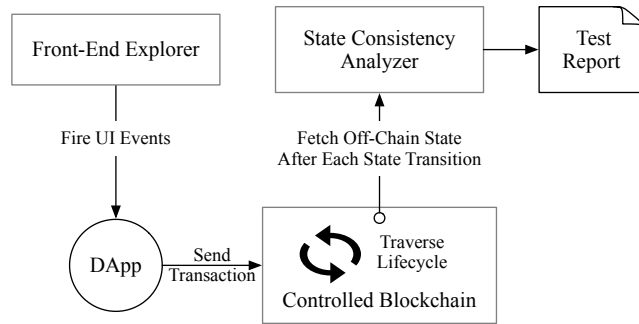 Front-End Explorer
State Consistency
Analyzer
Test
Report
Fire UI Events
Fetch Off-Chain State
After Each State Transition
DApp
Send
Transaction
Traverse
Lifecycle
Controlled Blockchain